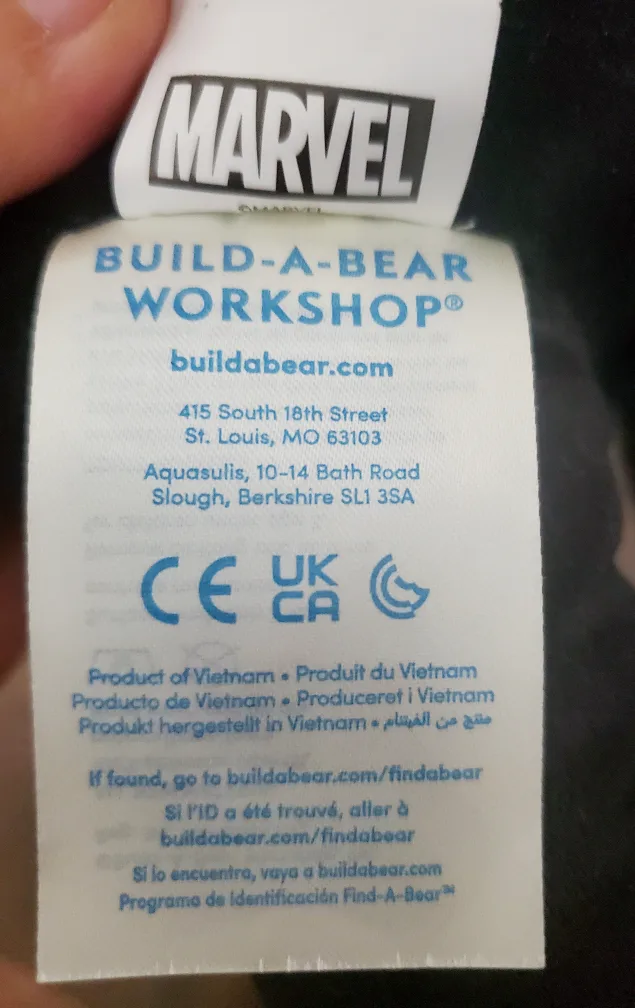 MARVEL
©MARVEL
BUILD-A-BEAR
WORKSHOP®
buildabear.com
415 South 18th Street
St. Louis, MO 63103
Aquasulis, 10-14 Bath Road
Slough, Berkshire SL1 3SA
CE UK
CA
Product of Vietnam • Produit du Vietnam
Producto de Vietnam • Produceret i Vietnam
Produkt hergestellt in Vietnam • منتج من الفيتنام
If found, go to buildabear.com/findabear
Si l'ID a été trouvé, aller à
buildabear.com/findabear
Si lo encuentra, vaya a buildabear.com
Programa de Identificación Find-A-Bear™